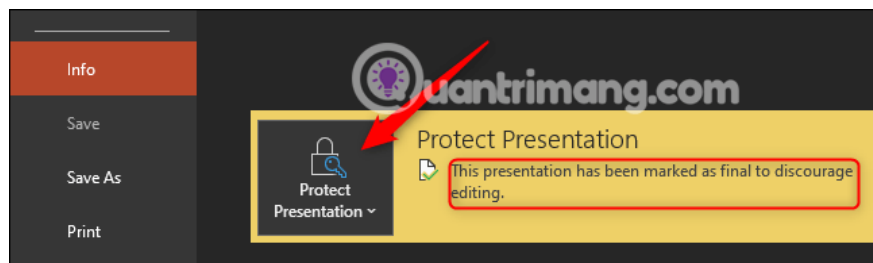 Info
Save
Save As
Print
Quantrimang.com
Protect
Presentation
Protect Presentation
This presentation has been marked as final to discourage
editing.